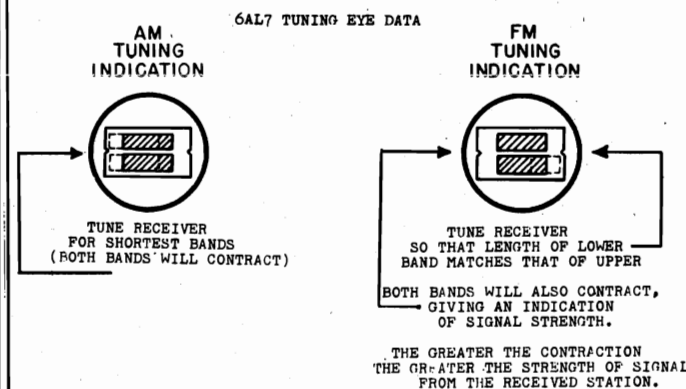 6AL7 TUNING EYE DATA
AM
TUNING
INDICATION
TUNE RECEIVER
FOR SHORTEST BANDS
(BOTH BANDS WILL CONTRACT)
FM
TUNING
INDICATION
TUNE RECEIVER
SO THAT LENGTH OF LOWER
BAND MATCHES THAT OF UPPER
BOTH BANDS WILL ALSO CONTRACT,
GIVING AN INDICATION
OF SIGNAL STRENGTH.
THE GREATER THE CONTRACTION
THE GREATER THE STRENGTH OF SIGNAL
FROM THE RECEIVED STATION.